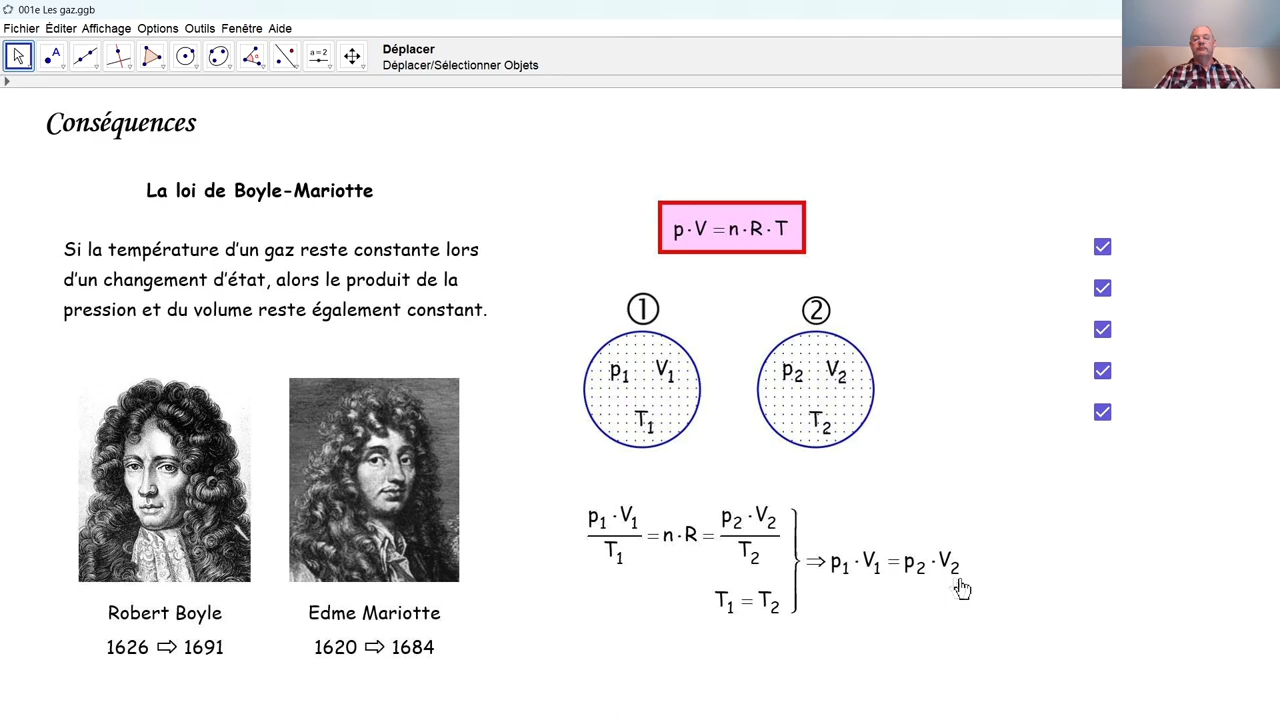 001e Les gaz.ggb
Fichier Éditer Affichage Options Outils Fenêtre Aide
A
a=2
Déplacer
Déplacer/Sélectionner Objets
Conséquences
La loi de Boyle-Mariotte
Si la température d'un gaz reste constante lors
d'un changement d'état, alors le produit de la
pression et du volume reste également constant.
p·V = n·R·T
① ②
p₁ V₁ p₂ V₂
T₁ T₂
p₁·V₁/T₁ = n·R = p₂·V₂/T₂
T₁ = T₂
⇒ p₁·V₁ = p₂·V₂
Robert Boyle Edme Mariotte
1626 ⇨ 1691 1620 ⇨ 1684